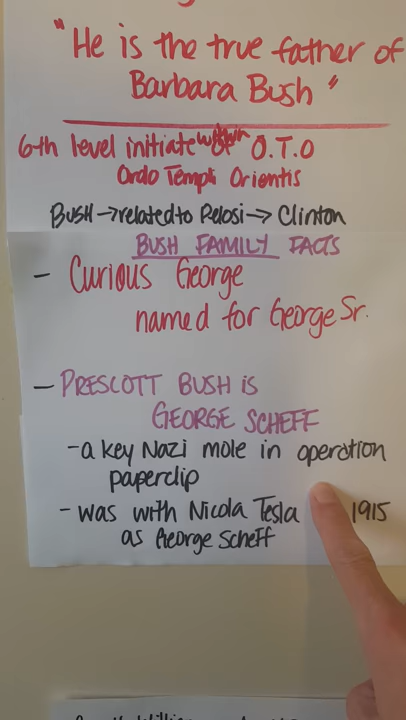 "He is the true father of
Barbara Bush"
6th level initiate within O.T.O
Ordo Templi Orientis
BUSH → related to Pelosi → Clinton
BUSH FAMILY FACTS
- Curious George
named for George Sr.
- PRESCOTT BUSH is
GEORGE SCHEFF
- a key Nazi mole in operation
paperclip
- was with Nicola Tesla 1915
as George Scheff